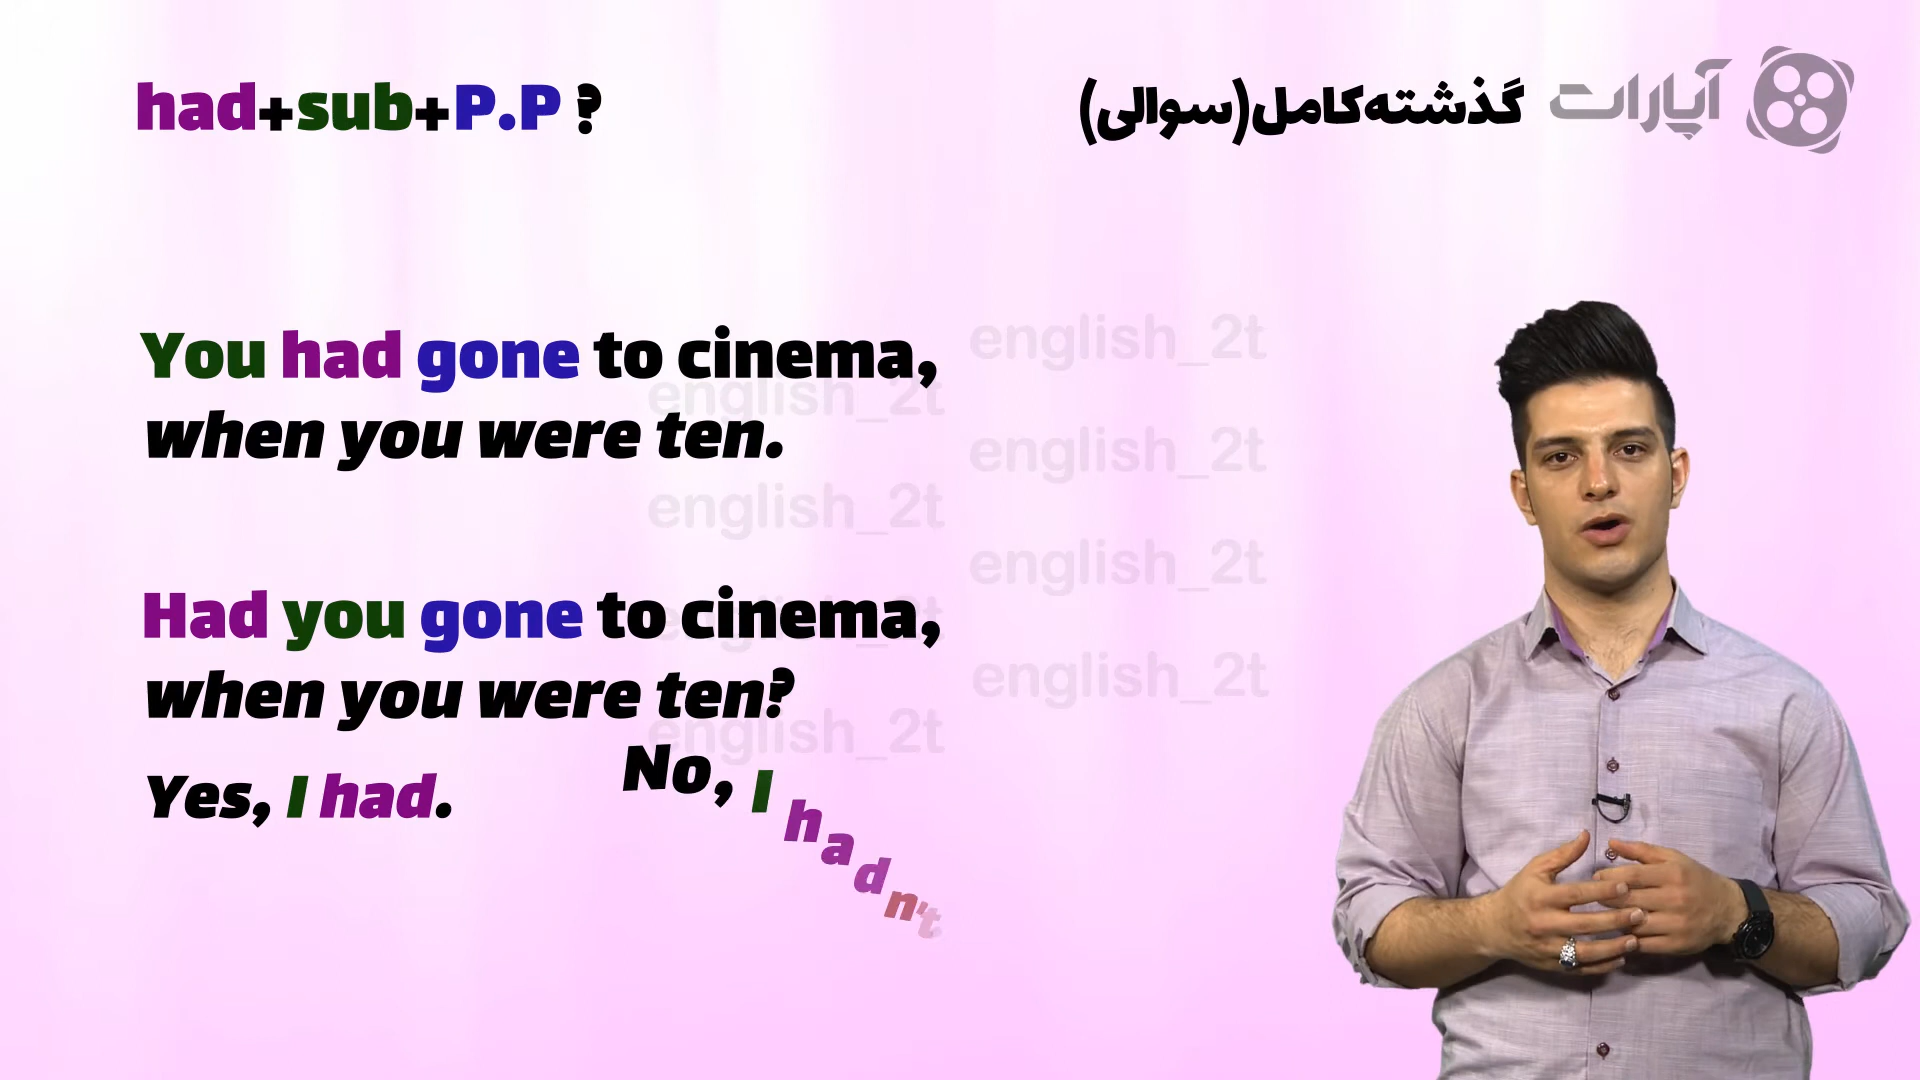 had+sub+P.P ?
گذشته‌کامل(سوالی)
آپارات
You had gone to cinema,
when you were ten.
Had you gone to cinema,
when you were ten?
Yes, I had.
No, I hadn't.
english_2t
english_2t
english_2t
english_2t
english_2t
english_2t
english_2t
english_2t